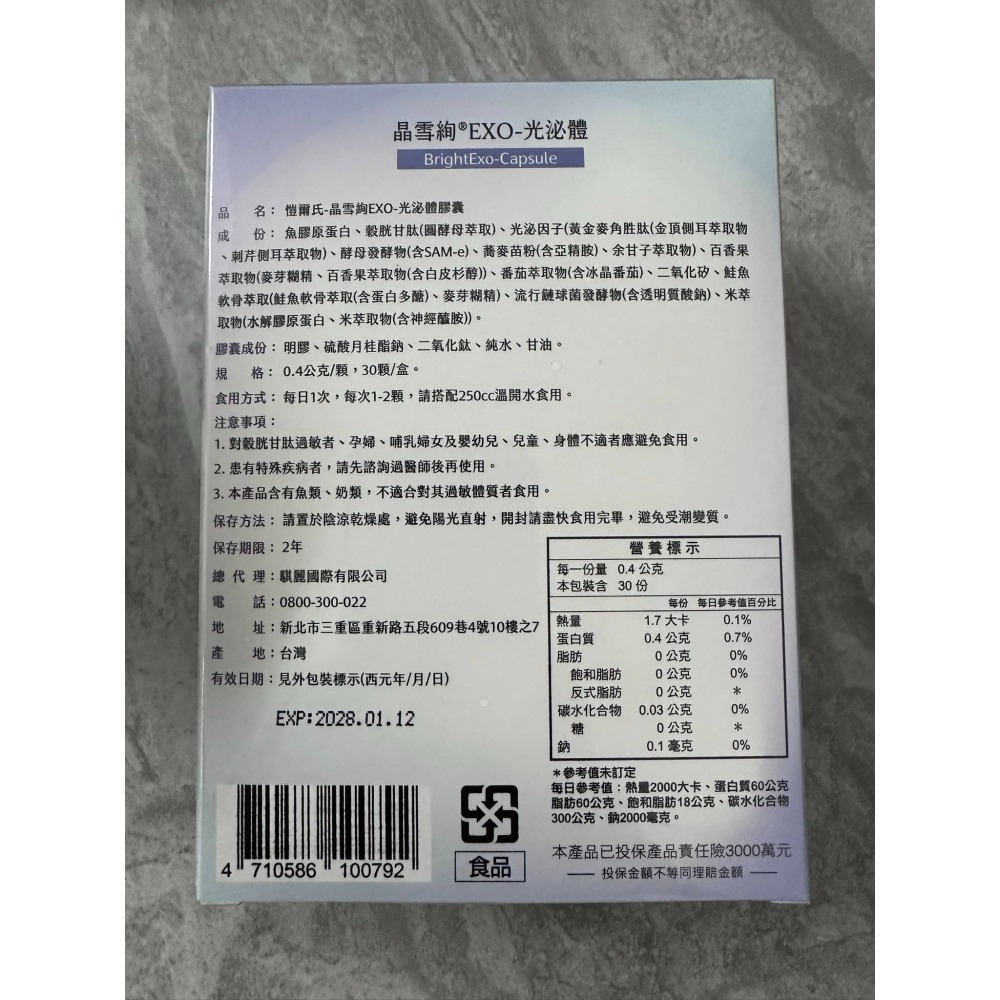 晶雪絢®EXO-光泌體
BrightExo-Capsule
品　　名：愷爾氏-晶雪絢EXO-光泌體膠囊
成　　份：魚膠原蛋白、穀胱甘肽(圓酵母萃取)、光泌因子(黃金麥角胜肽(金頂側耳萃取物
、刺芹側耳萃取物)、酵母發酵物(含SAM-e)、蕎麥苗粉(含亞精胺)、余甘子萃取物)、百香果
萃取物(麥芽糊精、百香果萃取物(含白皮杉醇))、番茄萃取物(含冰晶番茄)、二氧化矽、鮭魚
軟骨萃取(鮭魚軟骨萃取(含蛋白多醣)、麥芽糊精)、流行鏈球菌發酵物(含透明質酸鈉)、米萃
取物(水解膠原蛋白、米萃取物(含神經醯胺))。
膠囊成份：明膠、硫酸月桂酯鈉、二氧化鈦、純水、甘油。
規　　格：0.4公克/顆，30顆/盒。
食用方式：每日1次，每次1-2顆，請搭配250cc溫開水食用。
注意事項：
1. 對穀胱甘肽過敏者、孕婦、哺乳婦女及嬰幼兒、兒童、身體不適者應避免食用。
2. 患有特殊疾病者，請先諮詢過醫師後再使用。
3. 本產品含有魚類、奶類，不適合對其過敏體質者食用。
保存方法：請置於陰涼乾燥處，避免陽光直射，開封請盡快食用完畢，避免受潮變質。
保存期限：2年
總 代 理：騏麗國際有限公司
電　　話：0800-300-022
地　　址：新北市三重區重新路五段609巷4號10樓之7
產　　地：台灣
有效日期：見外包裝標示(西元年/月/日)
EXP:2028.01.12
營養標示
每一份量 0.4 公克
本包裝含 30 份
每份 每日參考值百分比
熱量 1.7 大卡 0.1%
蛋白質 0.4 公克 0.7%
脂肪 0 公克 0%
飽和脂肪 0 公克 0%
反式脂肪 0 公克 *
碳水化合物 0.03 公克 0%
糖 0 公克 *
鈉 0.1 毫克 0%
*參考值未訂定
每日參考值：熱量2000大卡、蛋白質60公克
脂肪60公克、飽和脂肪18公克、碳水化合物
300公克、鈉2000毫克。
4 710586 100792
食品
本產品已投保產品責任險3000萬元
投保金額不等同理賠金額